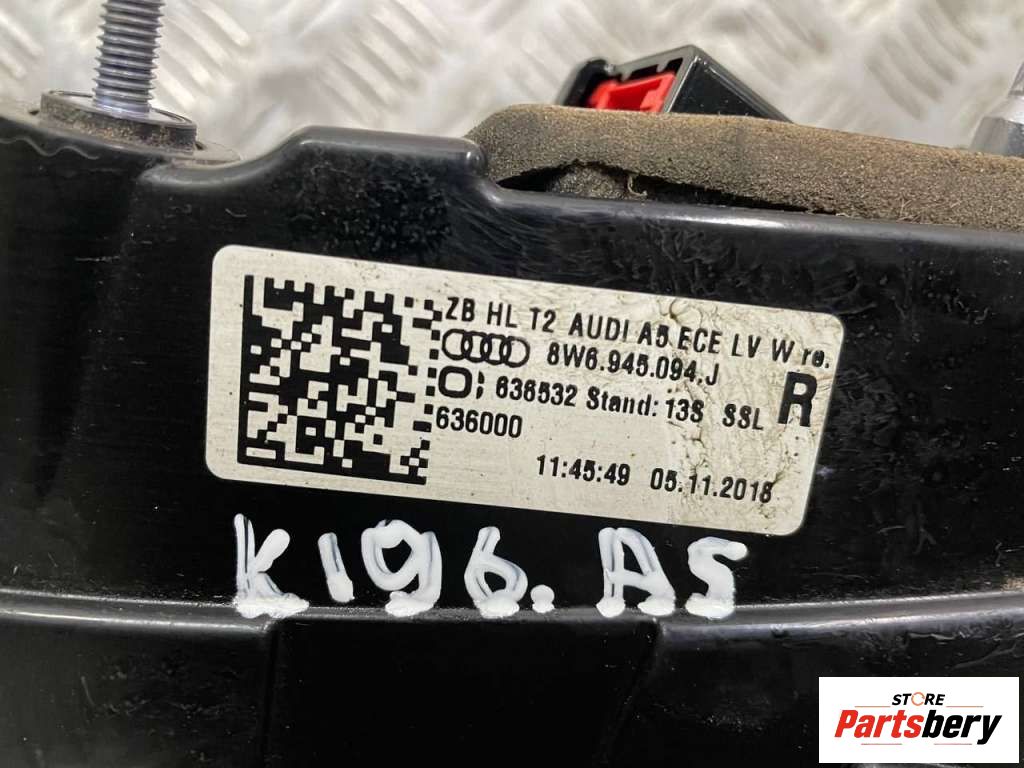 ZB HL T2 AUDI A5 ECE LV W re.
8W6.945.094.J
636532 Stand: 13S SSL R
636000
11:45:49 05.11.2018
K196.A5
STORE
Partsbery